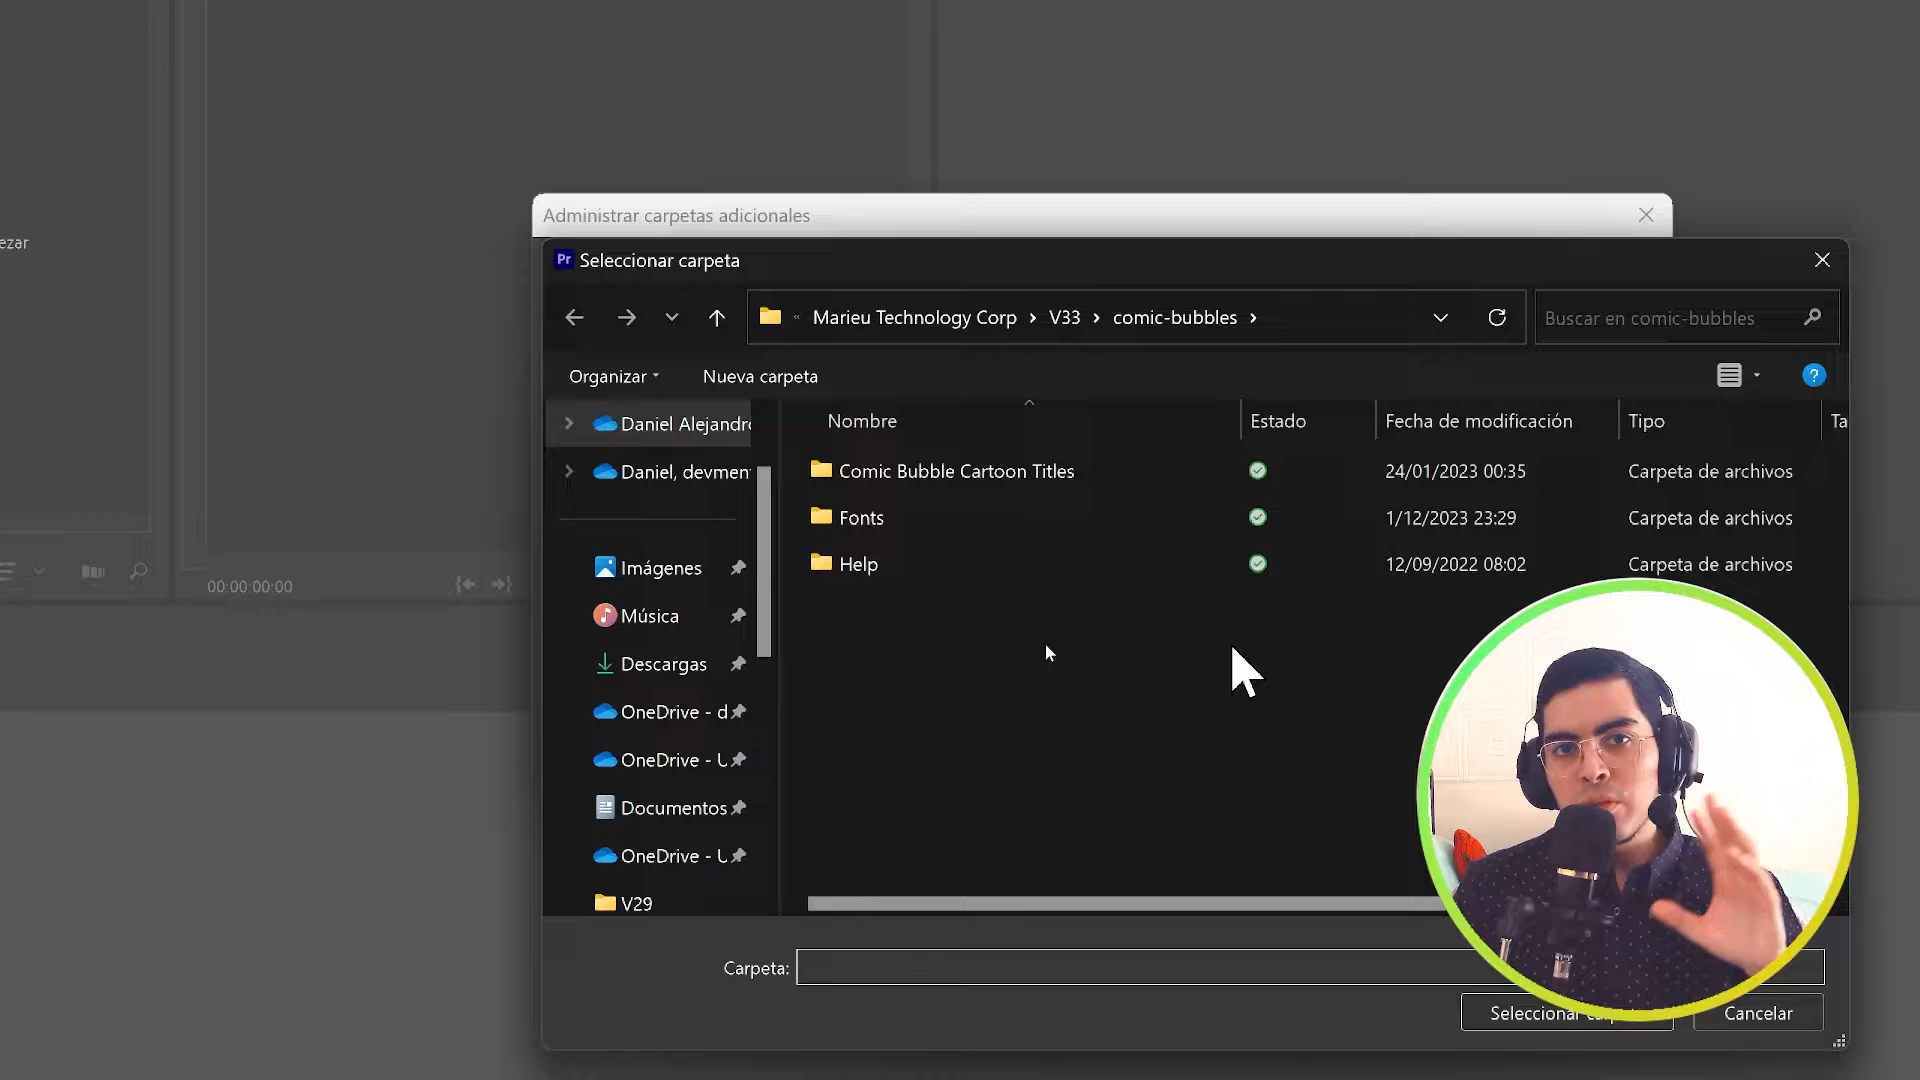 Administrar carpetas adicionales
ezar
Pr Seleccionar carpeta
« Marieu Technology Corp › V33 › comic-bubbles ›
Buscar en comic-bubbles
Organizar
Nueva carpeta
?
Nombre
Estado
Fecha de modificación
Tipo
Ta
Daniel Alejandro
Daniel, devment
Comic Bubble Cartoon Titles
24/01/2023 00:35
Carpeta de archivos
Fonts
1/12/2023 23:29
Carpeta de archivos
Help
12/09/2022 08:02
Carpeta de archivos
Imágenes
Música
Descargas
OneDrive - d
OneDrive - U
Documentos
OneDrive - U
V29
00:00:00:00
Carpeta:
Seleccionar
Cancelar